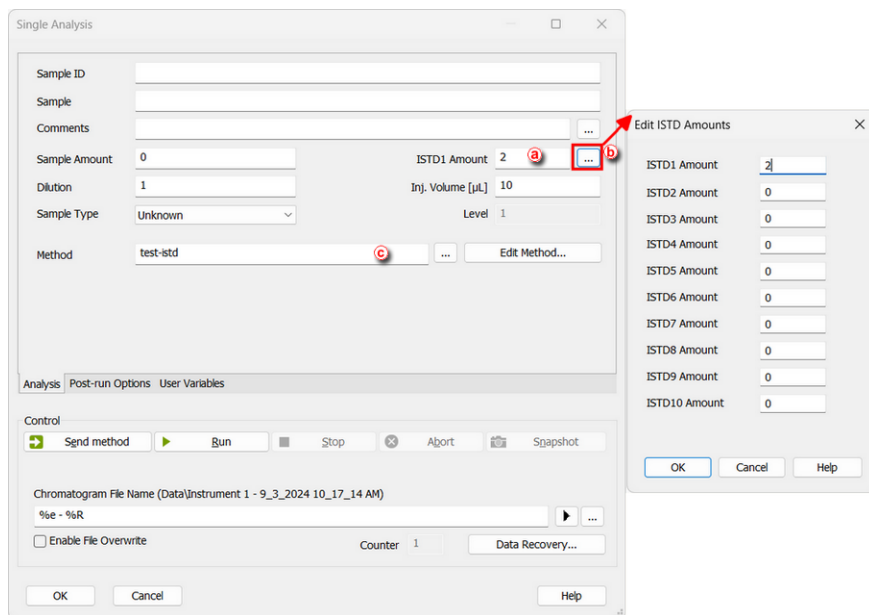 Single Analysis
Sample ID
Sample
Comments ...
Sample Amount 0 ISTD1 Amount 2 a ... b
Dilution 1 Inj. Volume [µL] 10
Sample Type Unknown Level 1
Method test-istd c ... Edit Method...
Analysis Post-run Options User Variables
Control
Send method Run Stop Abort Snapshot
Chromatogram File Name (Data\Instrument 1 - 9_3_2024 10_17_14 AM)
%e - %R ...
Enable File Overwrite Counter 1 Data Recovery...
OK Cancel Help
Edit ISTD Amounts
ISTD1 Amount 2
ISTD2 Amount 0
ISTD3 Amount 0
ISTD4 Amount 0
ISTD5 Amount 0
ISTD6 Amount 0
ISTD7 Amount 0
ISTD8 Amount 0
ISTD9 Amount 0
ISTD10 Amount 0
OK Cancel Help